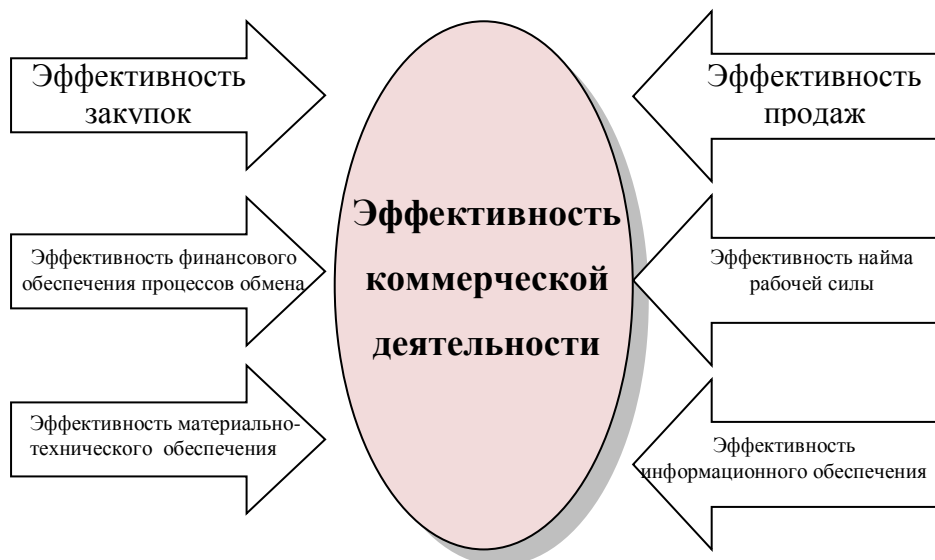 Эффективность
закупок
Эффективность финансового
обеспечения процессов обмена
Эффективность материально-
технического обеспечения
Эффективность
коммерческой
деятельности
Эффективность
продаж
Эффективность найма
рабочей силы
Эффективность
информационного обеспечения